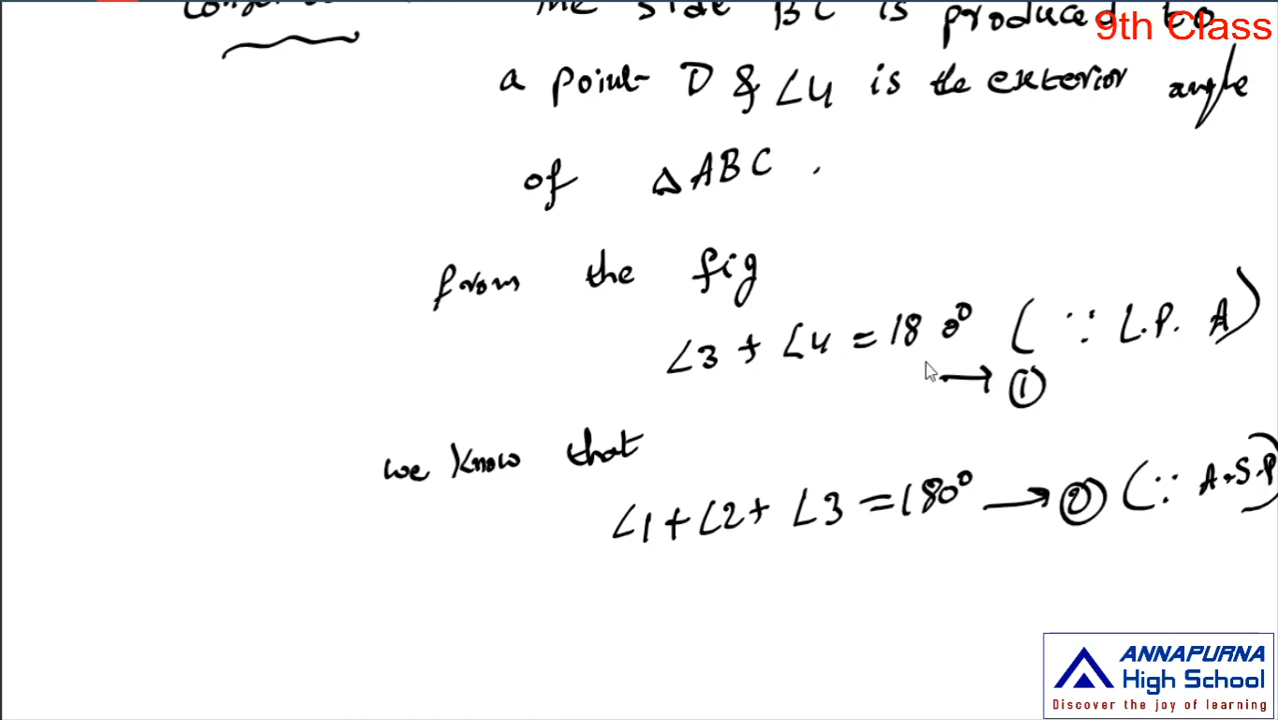 The side BC is produced to
9th Class
a point D & ∠4 is the exterior angle
of △ABC .
from the fig
∠3 + ∠4 = 180° (∵ L.P. A)
→ ①
we know that
∠1 + ∠2 + ∠3 = 180° → ② (∵ A.S.P)
ANNAPURNA
High School
Discover the joy of learning